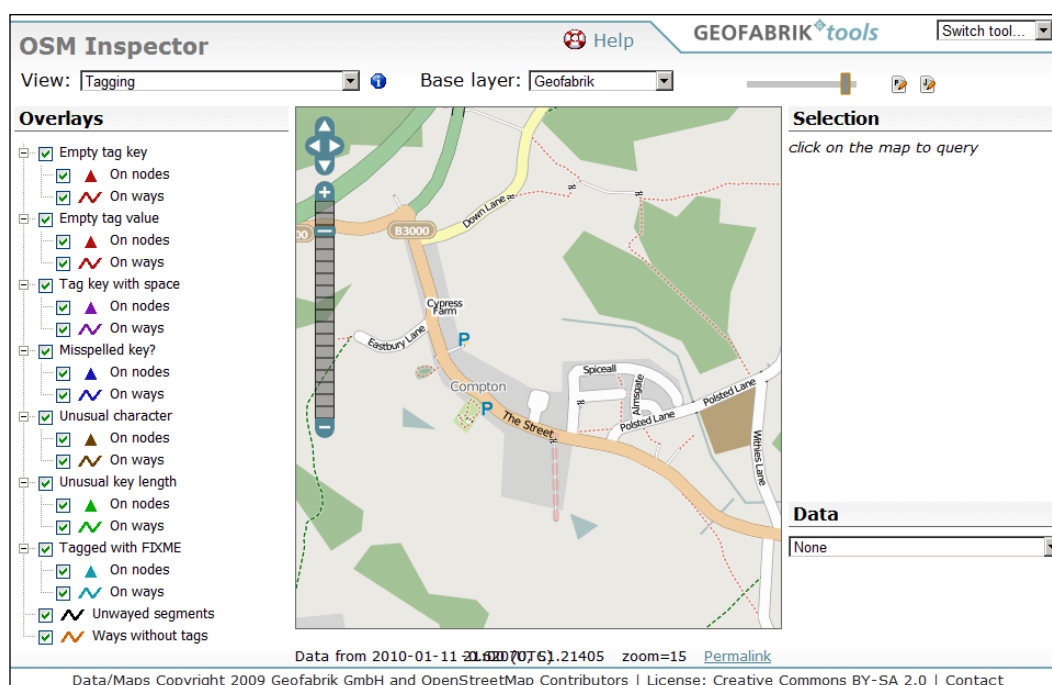 OSM Inspector
Help
GEOFABRIK tools
Switch tool...
View: Tagging
Base layer: Geofabrik
Overlays
Empty tag key
On nodes
On ways
Empty tag value
On nodes
On ways
Tag key with space
On nodes
On ways
Misspelled key?
On nodes
On ways
Unusual character
On nodes
On ways
Unusual key length
On nodes
On ways
Tagged with FIXME
On nodes
On ways
Unwayed segments
Ways without tags
Down Lane
B3000
Cypress
Farm
Eastbury Lane
P
Compton
P
The Street
Spiceall
Almsgate
Polsted Lane
Polsted Lane
Withies Lane
Selection
click on the map to query
Data
None
Data from 2010-01-11
zoom=15
Permalink
Data/Maps Copyright 2009 Geofabrik GmbH and OpenStreetMap Contributors | License: Creative Commons BY-SA 2.0 | Contact